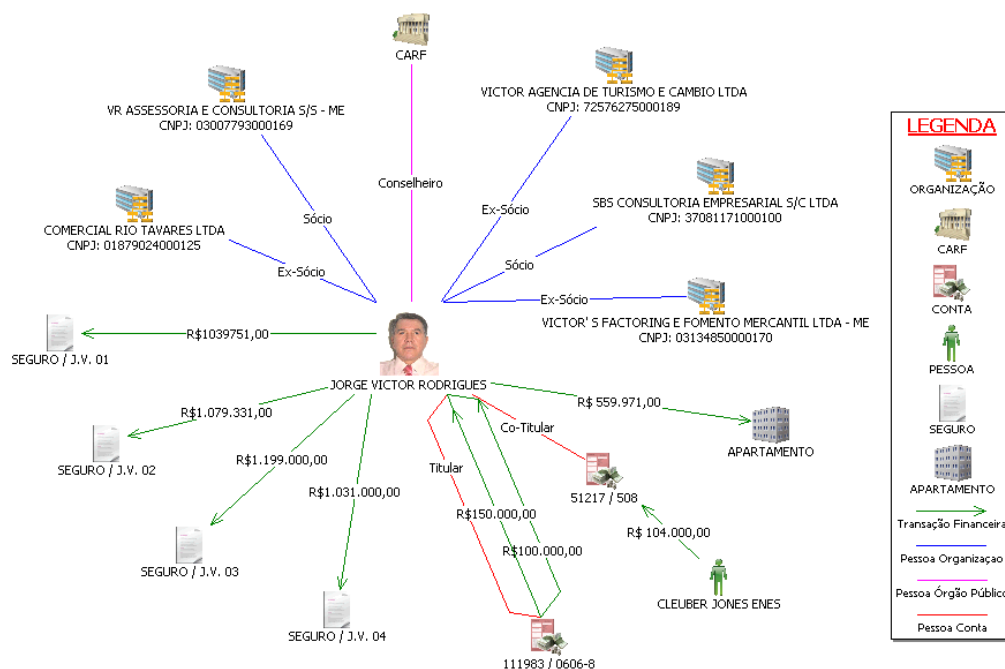 CARF
VR ASSESSORIA E CONSULTORIA S/S - ME
CNPJ: 03007793000169
VICTOR AGENCIA DE TURISMO E CAMBIO LTDA
CNPJ: 72576275000189
COMERCIAL RIO TAVARES LTDA
CNPJ: 01879024000125
SBS CONSULTORIA EMPRESARIAL S/C LTDA
CNPJ: 37081171000100
VICTOR' S FACTORING E FOMENTO MERCANTIL LTDA - ME
CNPJ: 03134850000170
Conselheiro
Sócio
Ex-Sócio
Ex-Sócio
Sócio
Ex-Sócio
JORGE VICTOR RODRIGUES
R$1039751,00
SEGURO / J.V. 01
R$1.079.331,00
SEGURO / J.V. 02
R$1.199.000,00
SEGURO / J.V. 03
R$1.031.000,00
SEGURO / J.V. 04
Titular
R$150.000,00
R$100.000,00
111983 / 0606-8
Co-Titular
51217 / 508
R$ 104.000,00
CLEUBER JONES ENES
R$ 559.971,00
APARTAMENTO
LEGENDA
ORGANIZAÇÃO
CARF
CONTA
PESSOA
SEGURO
APARTAMENTO
Transação Financeira
Pessoa Organizaçao
Pessoa Órgão Público
Pessoa Conta